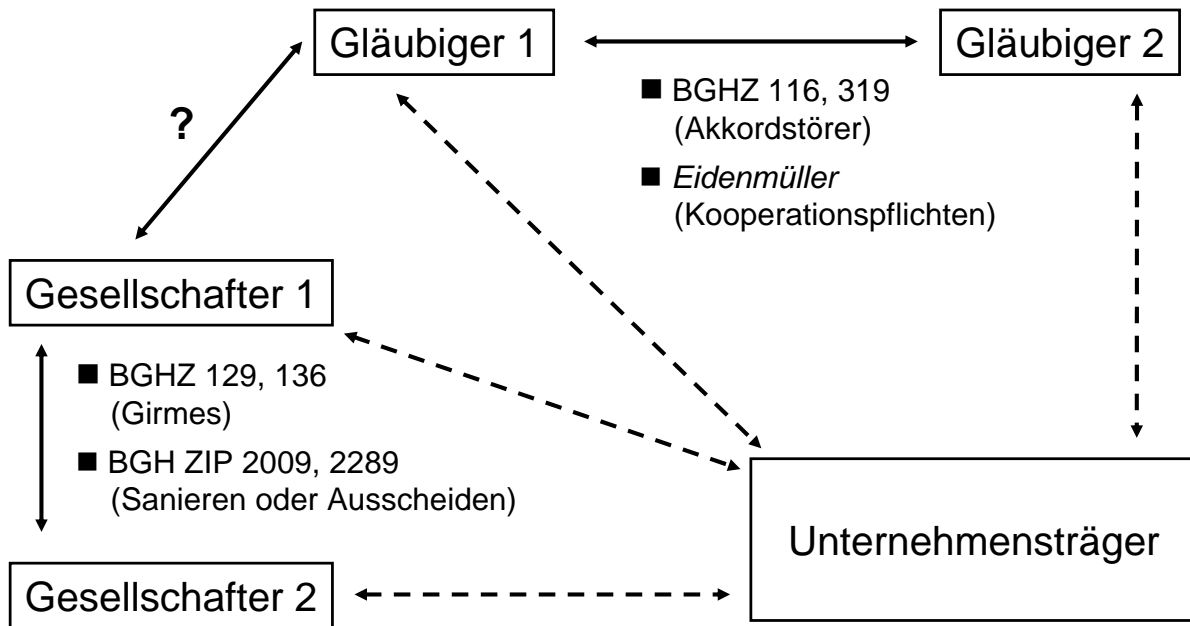 Gläubiger 1
Gläubiger 2
■ BGHZ 116, 319
(Akkordstörer)
■ Eidenmüller
(Kooperationspflichten)
?
Gesellschafter 1
■ BGHZ 129, 136
(Girmes)
■ BGH ZIP 2009, 2289
(Sanieren oder Ausscheiden)
Unternehmensträger
Gesellschafter 2